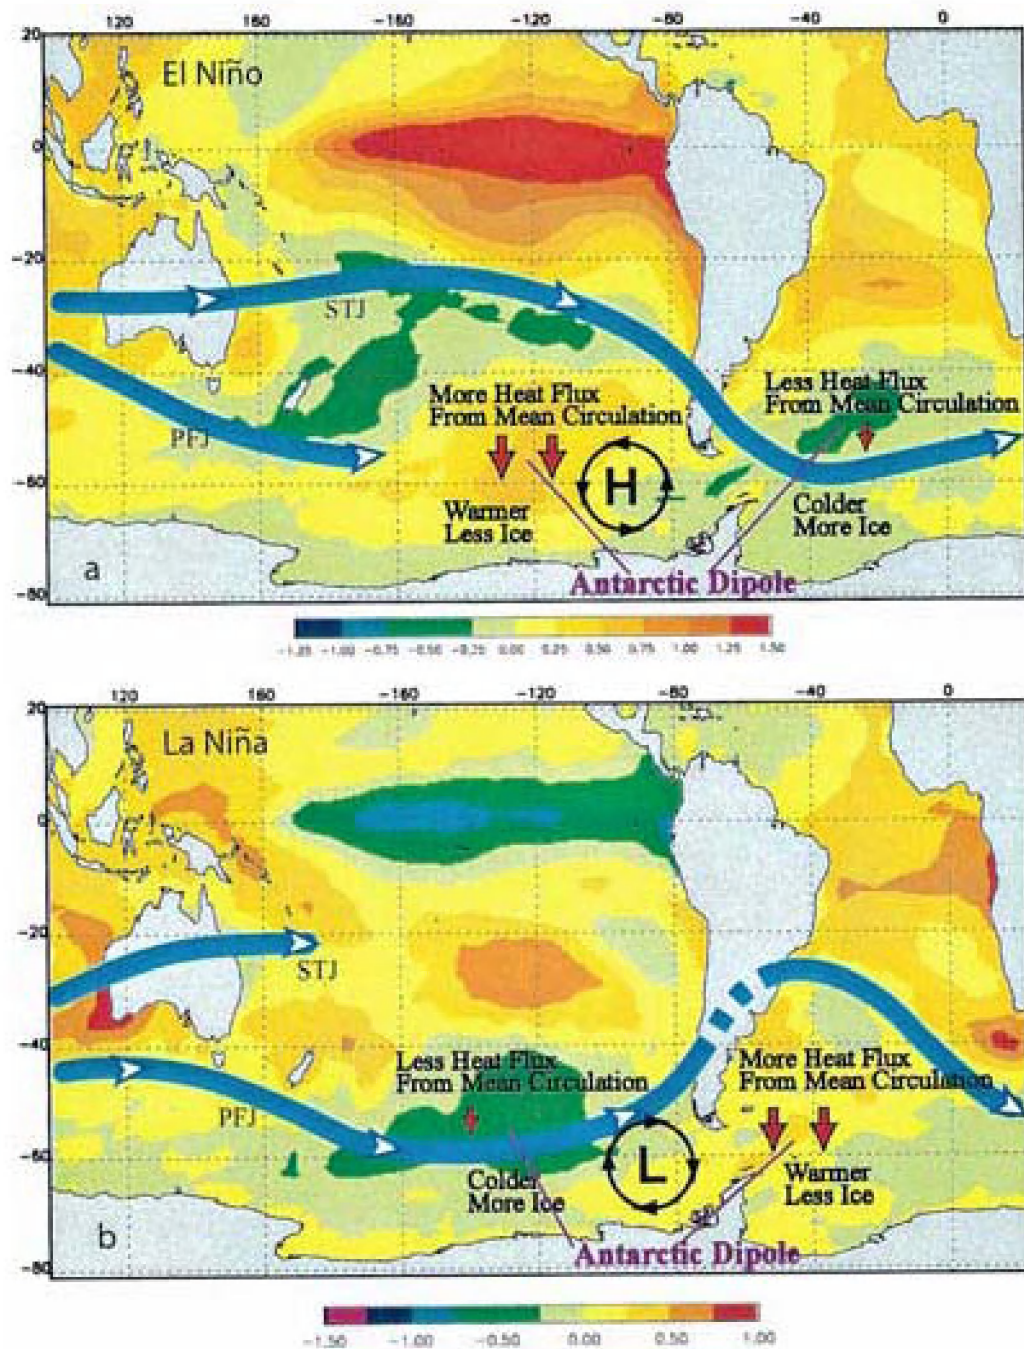 120 160 -160 -120 -80 -40 0
20
El Niño
0
-20
STJ
-40
More Heat Flux
From Mean Circulation
Less Heat Flux
From Mean Circulation
PFJ
-60
H
Warmer
Less Ice
Colder
More Ice
a
Antarctic Dipole
-80
-1.25 -1.00 -0.75 -0.50 -0.25 0.00 0.25 0.50 0.75 1.00 1.25 1.50
120 160 -160 -120 -80 -40 0
20
La Niña
0
-20
STJ
-40
Less Heat Flux
From Mean Circulation
More Heat Flux
From Mean Circulation
PFJ
-60
L
Colder
More Ice
Warmer
Less Ice
b
Antarctic Dipole
-80
-1.50 -1.00 -0.50 0.00 0.50 1.00